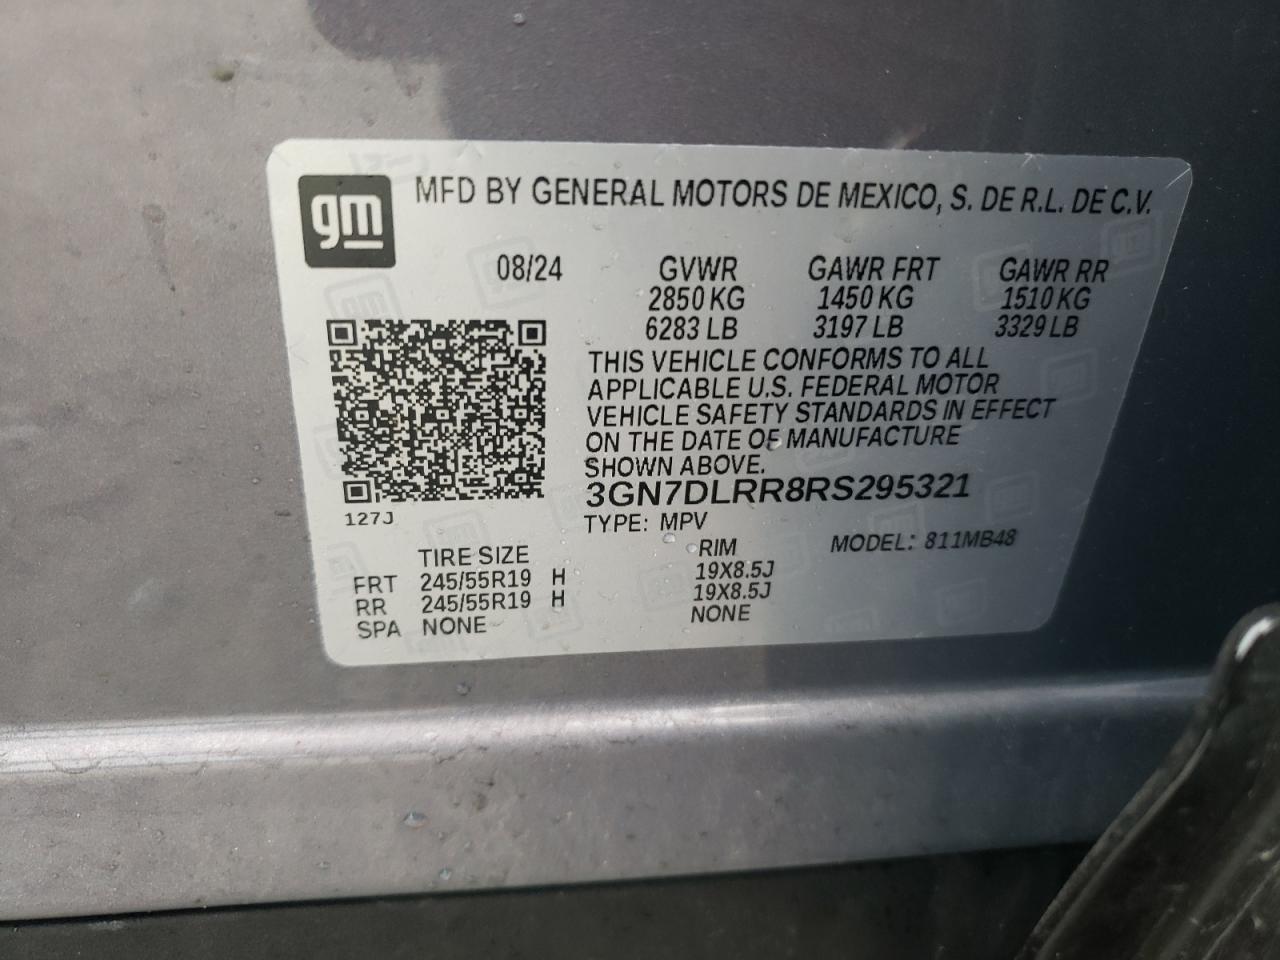 gm
MFD BY GENERAL MOTORS DE MEXICO, S. DE R.L. DE C.V.
08/24 GVWR GAWR FRT GAWR RR
2850 KG 1450 KG 1510 KG
6283 LB 3197 LB 3329 LB
THIS VEHICLE CONFORMS TO ALL
APPLICABLE U.S. FEDERAL MOTOR
VEHICLE SAFETY STANDARDS IN EFFECT
ON THE DATE OF MANUFACTURE
SHOWN ABOVE.
3GN7DLRR8RS295321
127J
TYPE: MPV
MODEL: 811MB48
TIRE SIZE RIM
FRT 245/55R19 H 19X8.5J
RR 245/55R19 H 19X8.5J
SPA NONE NONE